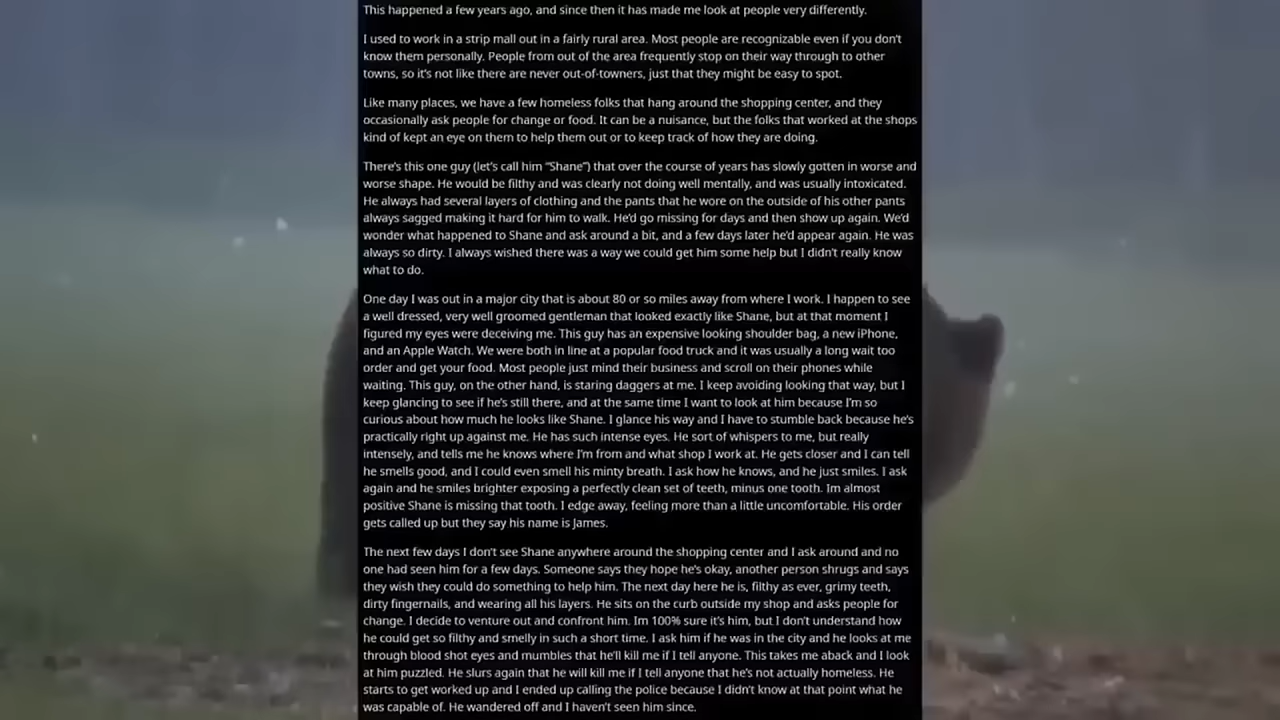 This happened a few years ago, and since then it has made me look at people very differently.
I used to work in a strip mall out in a fairly rural area. Most people are recognizable even if you don't
know them personally. People from out of the area frequently stop on their way through to other
towns, so it's not like there are never out-of-towners, just that they might be easy to spot.
Like many places, we have a few homeless folks that hang around the shopping center, and they
occasionally ask people for change or food. It can be a nuisance, but the folks that worked at the shops
kind of kept an eye on them to help them out or to keep track of how they are doing.
There's this one guy (let's call him "Shane") that over the course of years has slowly gotten in worse and
worse shape. He would be filthy and was clearly not doing well mentally, and was usually intoxicated.
He always had several layers of clothing and the pants that he wore on the outside of his other pants
always sagged making it hard for him to walk. He'd go missing for days and then show up again. We'd
wonder what happened to Shane and ask around a bit, and a few days later he'd appear again. He was
always so dirty. I always wished there was a way we could get him some help but I didn't really know
what to do.
One day I was out in a major city that is about 80 or so miles away from where I work. I happen to see
a well dressed, very well groomed gentleman that looked exactly like Shane, but at that moment I
figured my eyes were deceiving me. This guy has an expensive looking shoulder bag, a new iPhone,
and an Apple Watch. We were both in line at a popular food truck and it was usually a long wait too
order and get your food. Most people just mind their business and scroll on their phones while
waiting. This guy, on the other hand, is staring daggers at me. I keep avoiding looking that way, but I
keep glancing to see if he's still there, and at the same time I want to look at him because I'm so
curious about how much he looks like Shane. I glance his way and I have to stumble back because he's
practically right up against me. He has such intense eyes. He sort of whispers to me, but really
intensely, and tells me he knows where I'm from and what shop I work at. He gets closer and I can tell
he smells good, and I could even smell his minty breath. I ask how he knows, and he just smiles. I ask
again and he smiles brighter exposing a perfectly clean set of teeth, minus one tooth. Im almost
positive Shane is missing that tooth. I edge away, feeling more than a little uncomfortable. His order
gets called up but they say his name is James.
The next few days I don't see Shane anywhere around the shopping center and I ask around and no
one had seen him for a few days. Someone says they hope he's okay, another person shrugs and says
they wish they could do something to help him. The next day here he is, filthy as ever, grimy teeth,
dirty fingernails, and wearing all his layers. He sits on the curb outside my shop and asks people for
change. I decide to venture out and confront him. Im 100% sure it's him, but I don't understand how
he could get so filthy and smelly in such a short time. I ask him if he was in the city and he looks at me
through blood shot eyes and mumbles that he'll kill me if I tell anyone. This takes me aback and I look
at him puzzled. He slurs again that he will kill me if I tell anyone that he's not actually homeless. He
starts to get worked up and I ended up calling the police because I didn't know at that point what he
was capable of. He wandered off and I haven't seen him since.